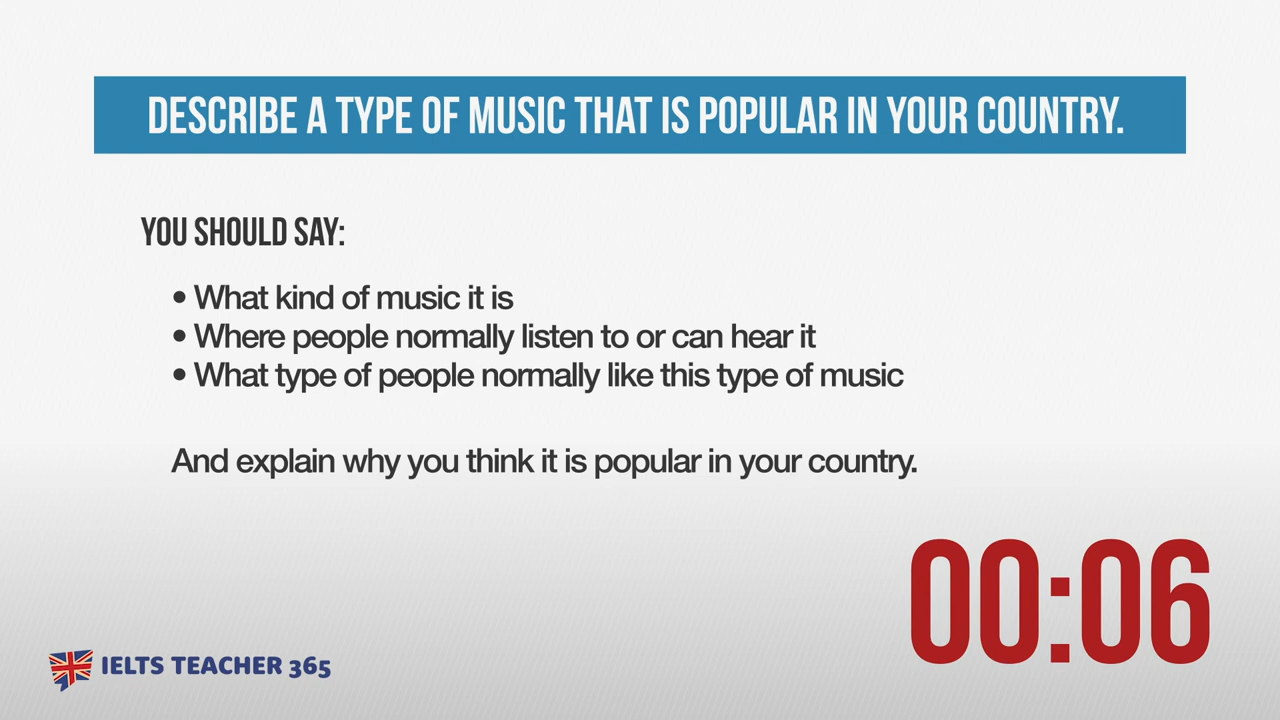 DESCRIBE A TYPE OF MUSIC THAT IS POPULAR IN YOUR COUNTRY.
YOU SHOULD SAY:
• What kind of music it is
• Where people normally listen to or can hear it
• What type of people normally like this type of music
And explain why you think it is popular in your country.
00:06
IELTS TEACHER 365